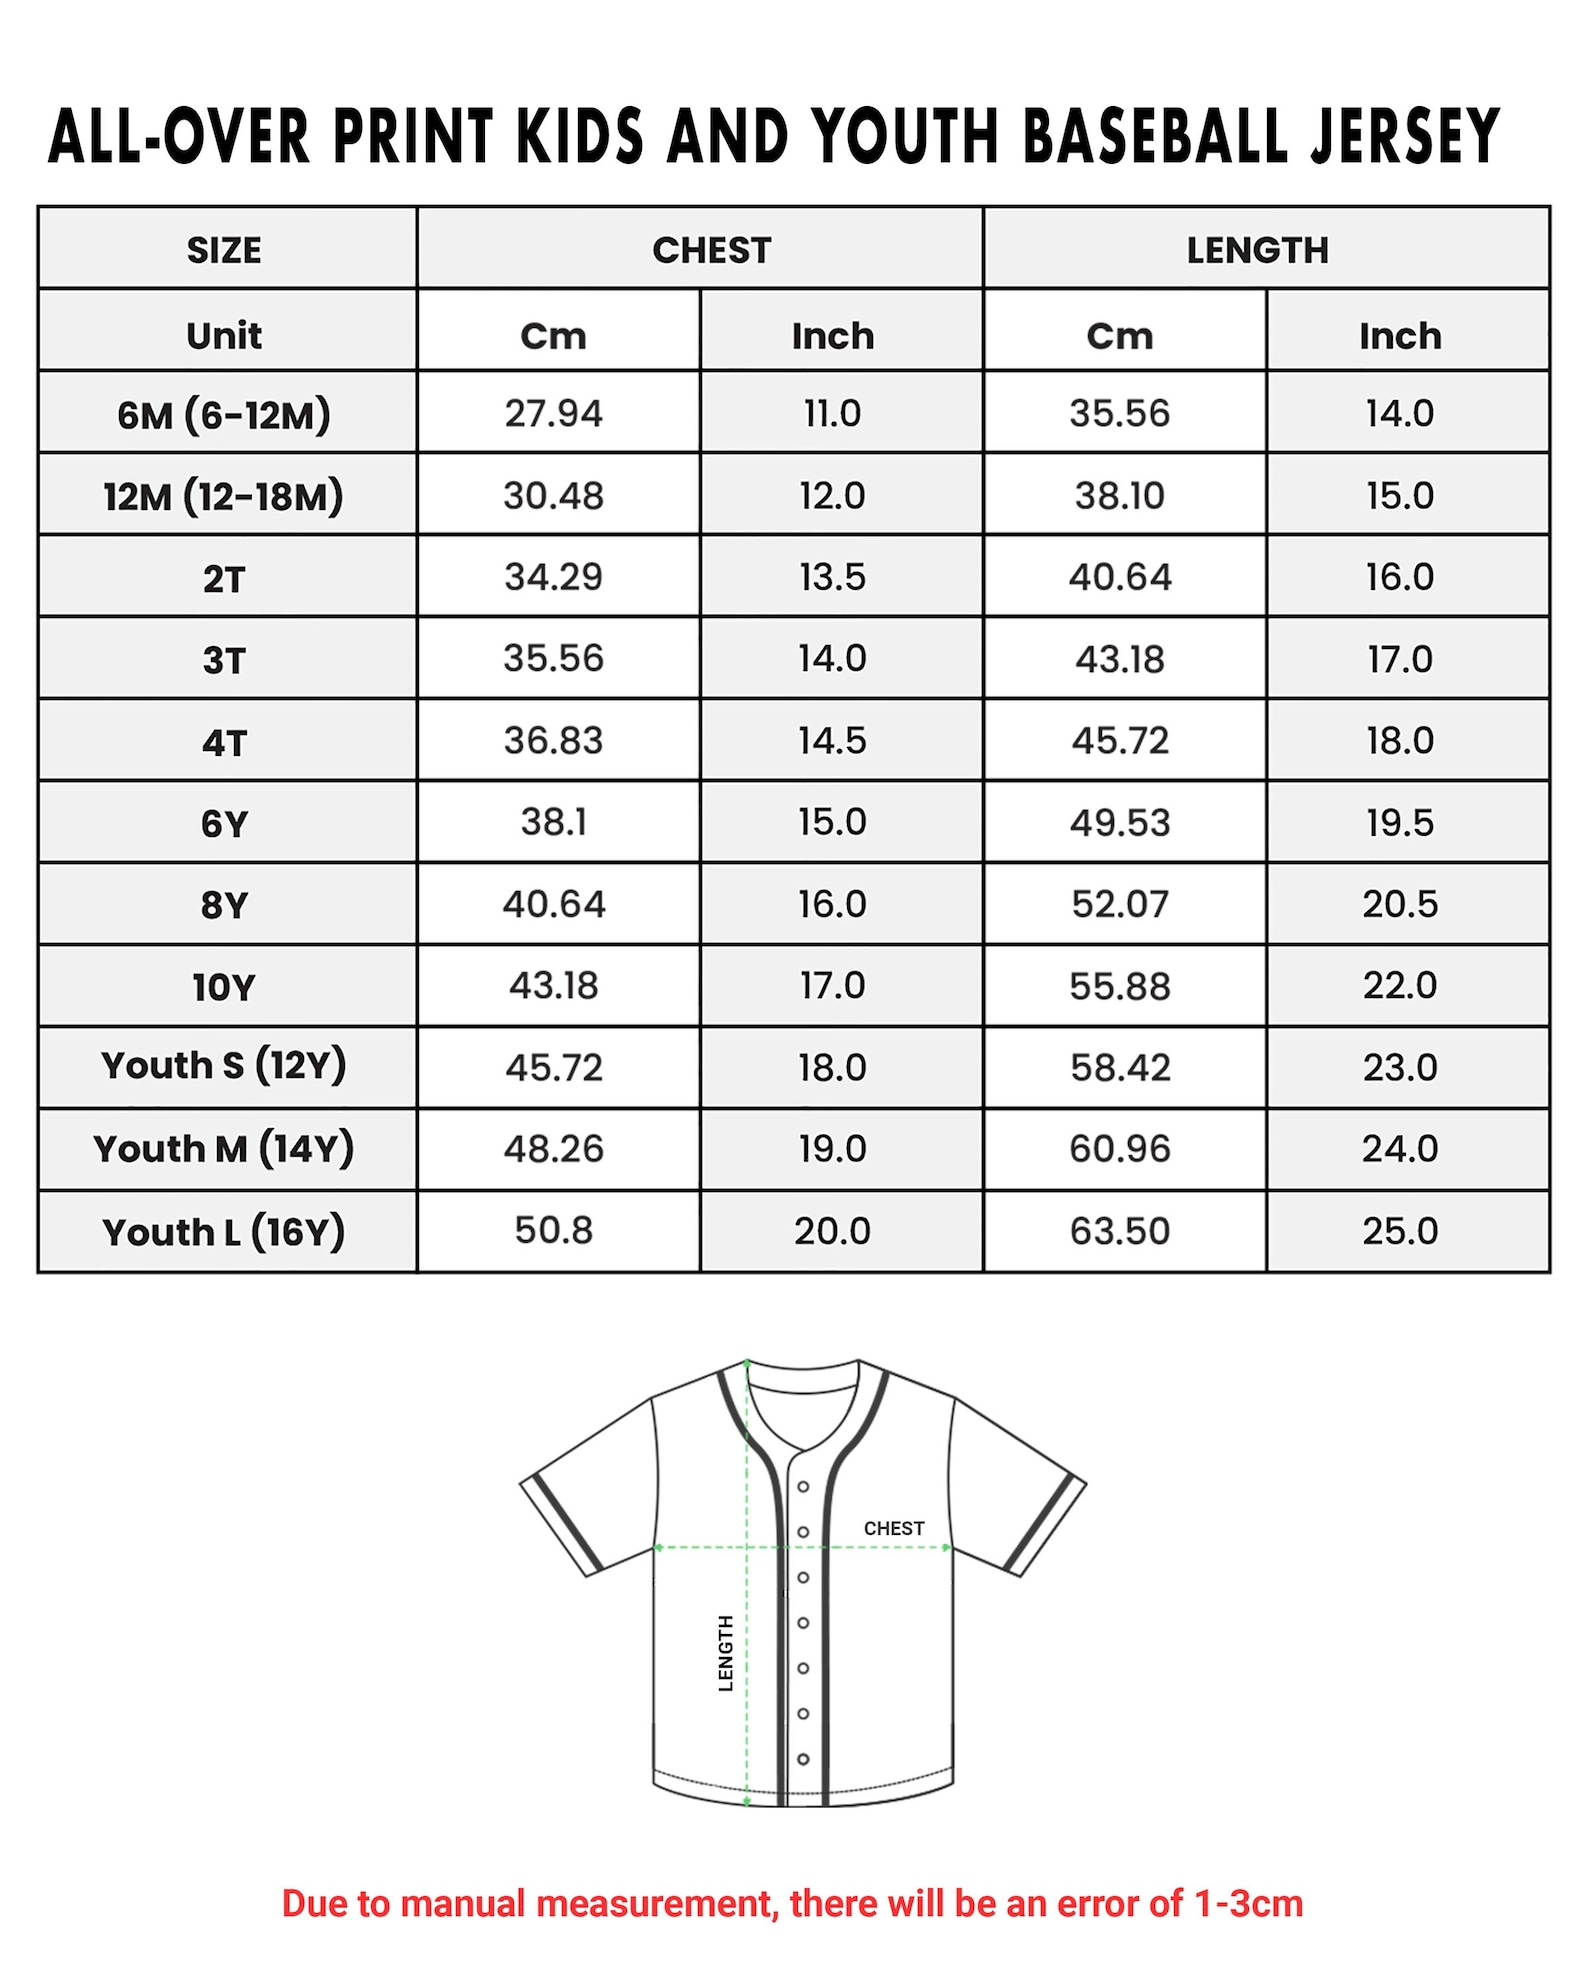 ALL-OVER PRINT KIDS AND YOUTH BASEBALL JERSEY
SIZE CHEST LENGTH
Unit Cm Inch Cm Inch
6M (6-12M) 27.94 11.0 35.56 14.0
12M (12-18M) 30.48 12.0 38.10 15.0
2T 34.29 13.5 40.64 16.0
3T 35.56 14.0 43.18 17.0
4T 36.83 14.5 45.72 18.0
6Y 38.1 15.0 49.53 19.5
8Y 40.64 16.0 52.07 20.5
10Y 43.18 17.0 55.88 22.0
Youth S (12Y) 45.72 18.0 58.42 23.0
Youth M (14Y) 48.26 19.0 60.96 24.0
Youth L (16Y) 50.8 20.0 63.50 25.0
CHEST
LENGTH
Due to manual measurement, there will be an error of 1-3cm